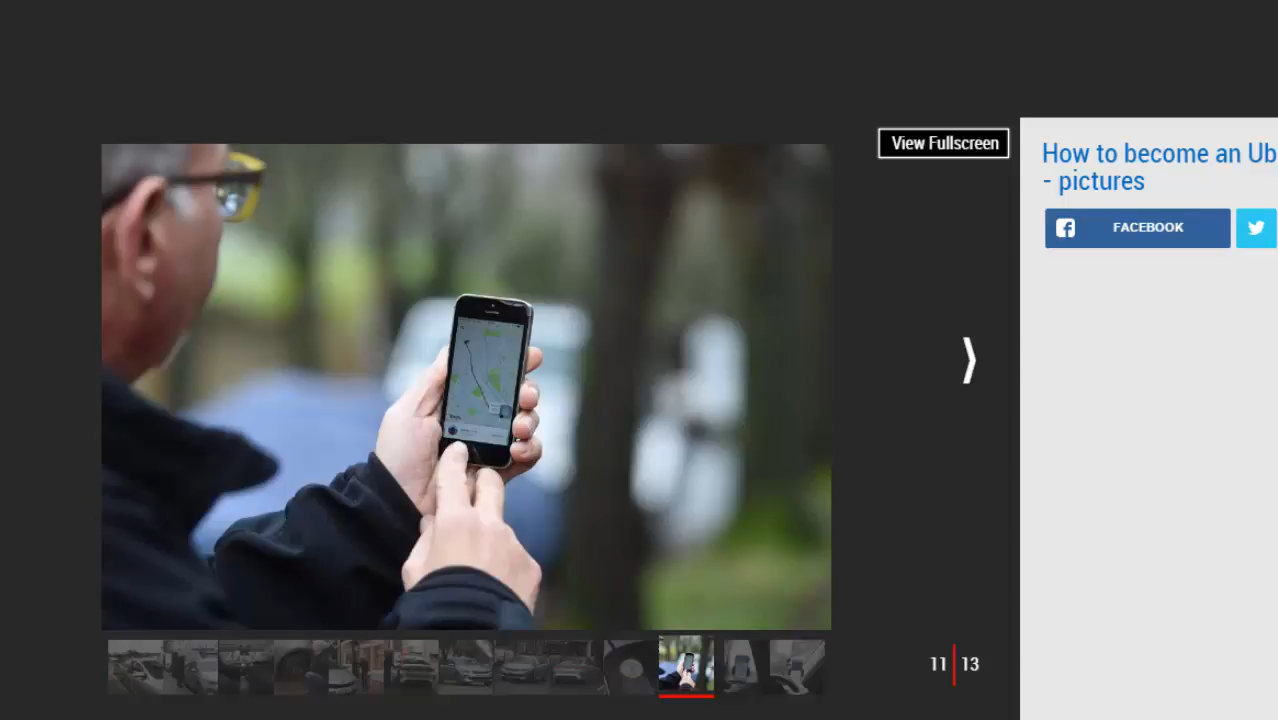 View Fullscreen
How to become an Ub
- pictures
FACEBOOK
11 13